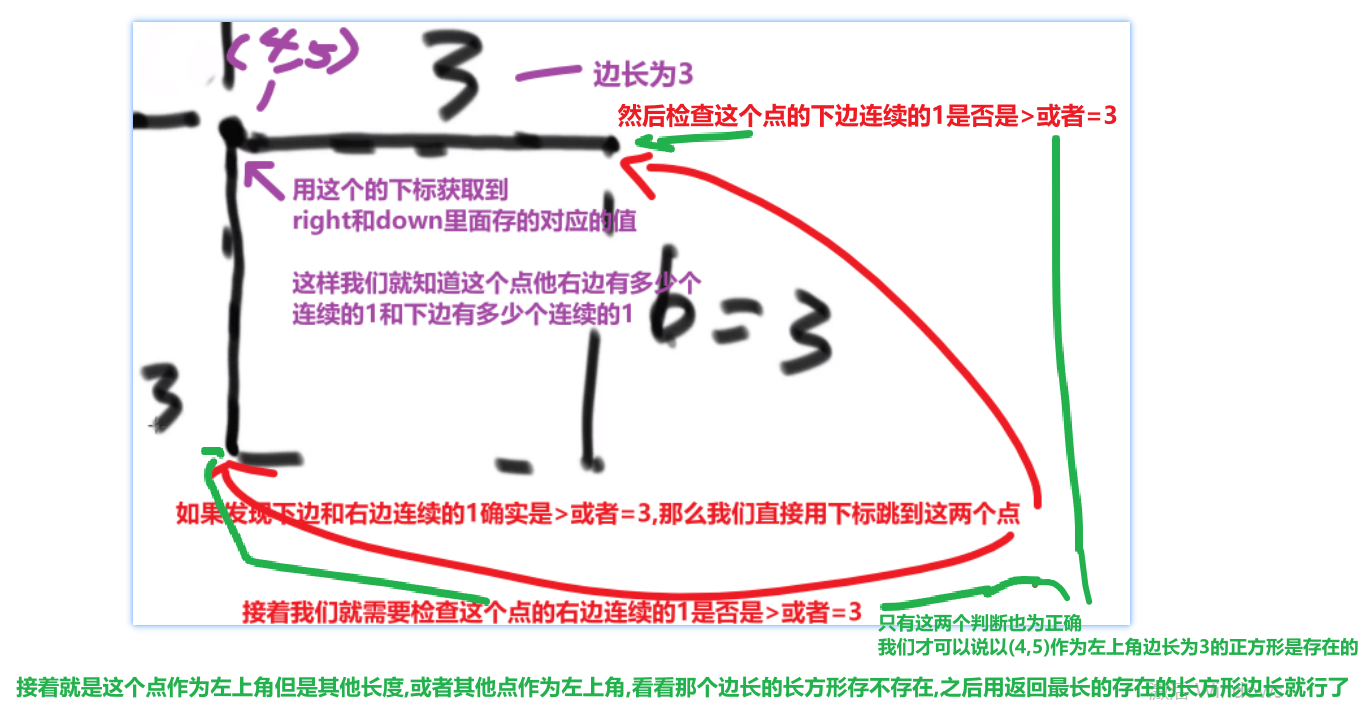 (4,5)
3
边长为3
然后检查这个点的下边连续的1是否是>或者=3
用这个的下标获取到
right和down里面存的对应的值
这样我们就知道这个点他右边有多少个
连续的1和下边有多少个连续的1
b=3
3
如果发现下边和右边连续的1确实是>或者=3,那么我们直接用下标跳到这两个点
接着我们就需要检查这个点的右边连续的1是否是>或者=3
只有这两个判断也为正确
我们才可以说以(4,5)作为左上角边长为3的正方形是存在的
接着就是这个点作为左上角但是其他长度,或者其他点作为左上角,看看那个边长的长方形存不存在,之后用返回最长的存在的长方形边长就行了